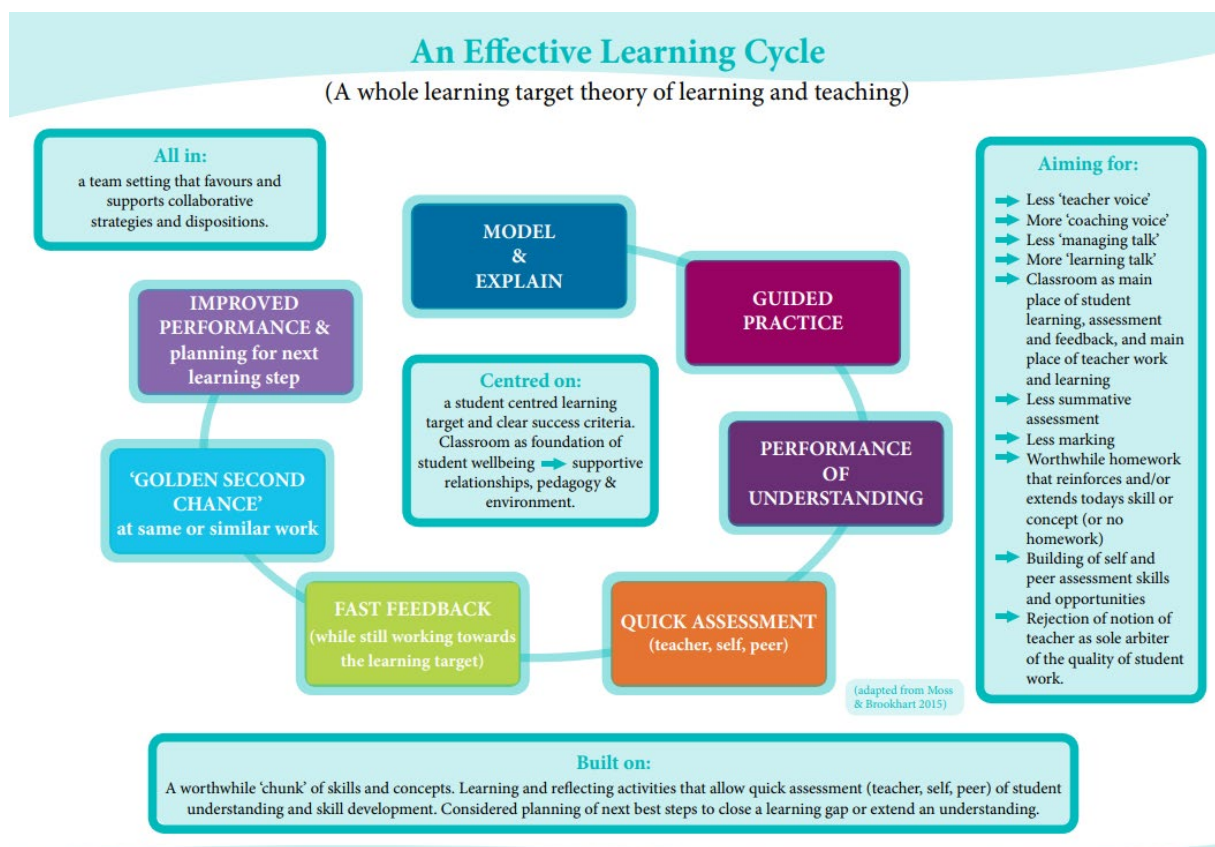 An Effective Learning Cycle
(A whole learning target theory of learning and teaching)
All in:
a team setting that favours and
supports collaborative
strategies and dispositions.
MODEL
&
EXPLAIN
GUIDED
PRACTICE
PERFORMANCE
OF
UNDERSTANDING
QUICK ASSESSMENT
(teacher, self, peer)
FAST FEEDBACK
(while still working towards
the learning target)
‘GOLDEN SECOND
CHANCE’
at same or similar work
IMPROVED
PERFORMANCE &
planning for next
learning step
Centred on:
a student centred learning
target and clear success criteria.
Classroom as foundation of
student wellbeing → supportive
relationships, pedagogy &
environment.
Aiming for:
→ Less ‘teacher voice’
→ More ‘coaching voice’
→ Less ‘managing talk’
→ More ‘learning talk’
→ Classroom as main
place of student
learning, assessment
and feedback, and main
place of teacher work
and learning
→ Less summative
assessment
→ Less marking
→ Worthwhile homework
that reinforces and/or
extends todays skill or
concept (or no
homework)
→ Building of self and
peer assessment skills
and opportunities
→ Rejection of notion of
teacher as sole arbiter
of the quality of student
work.
(adapted from Moss
& Brookhart 2015)
Built on:
A worthwhile ‘chunk’ of skills and concepts. Learning and reflecting activities that allow quick assessment (teacher, self, peer) of student
understanding and skill development. Considered planning of next best steps to close a learning gap or extend an understanding.